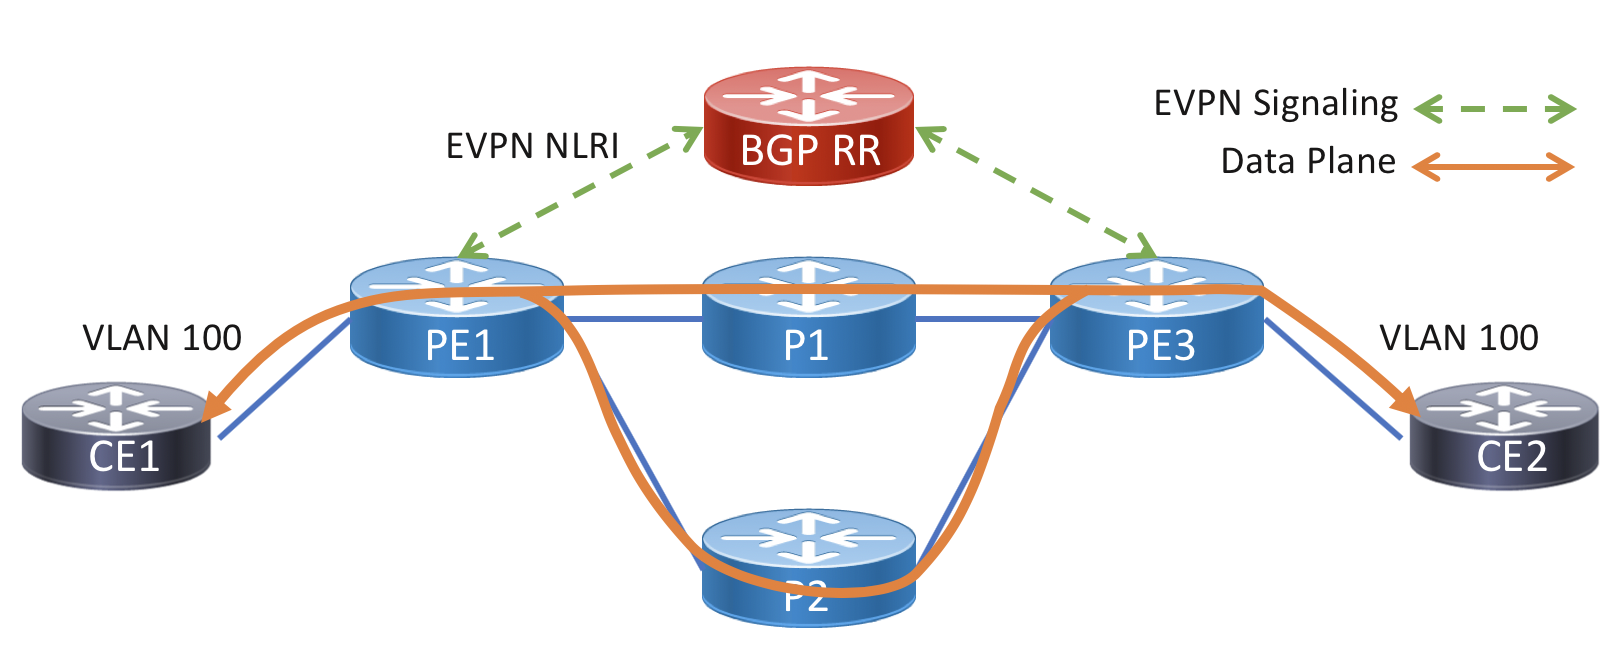 EVPN Signaling
Data Plane
EVPN NLRI
BGP RR
VLAN 100
PE1
P1
PE3
VLAN 100
CE1
CE2
P2